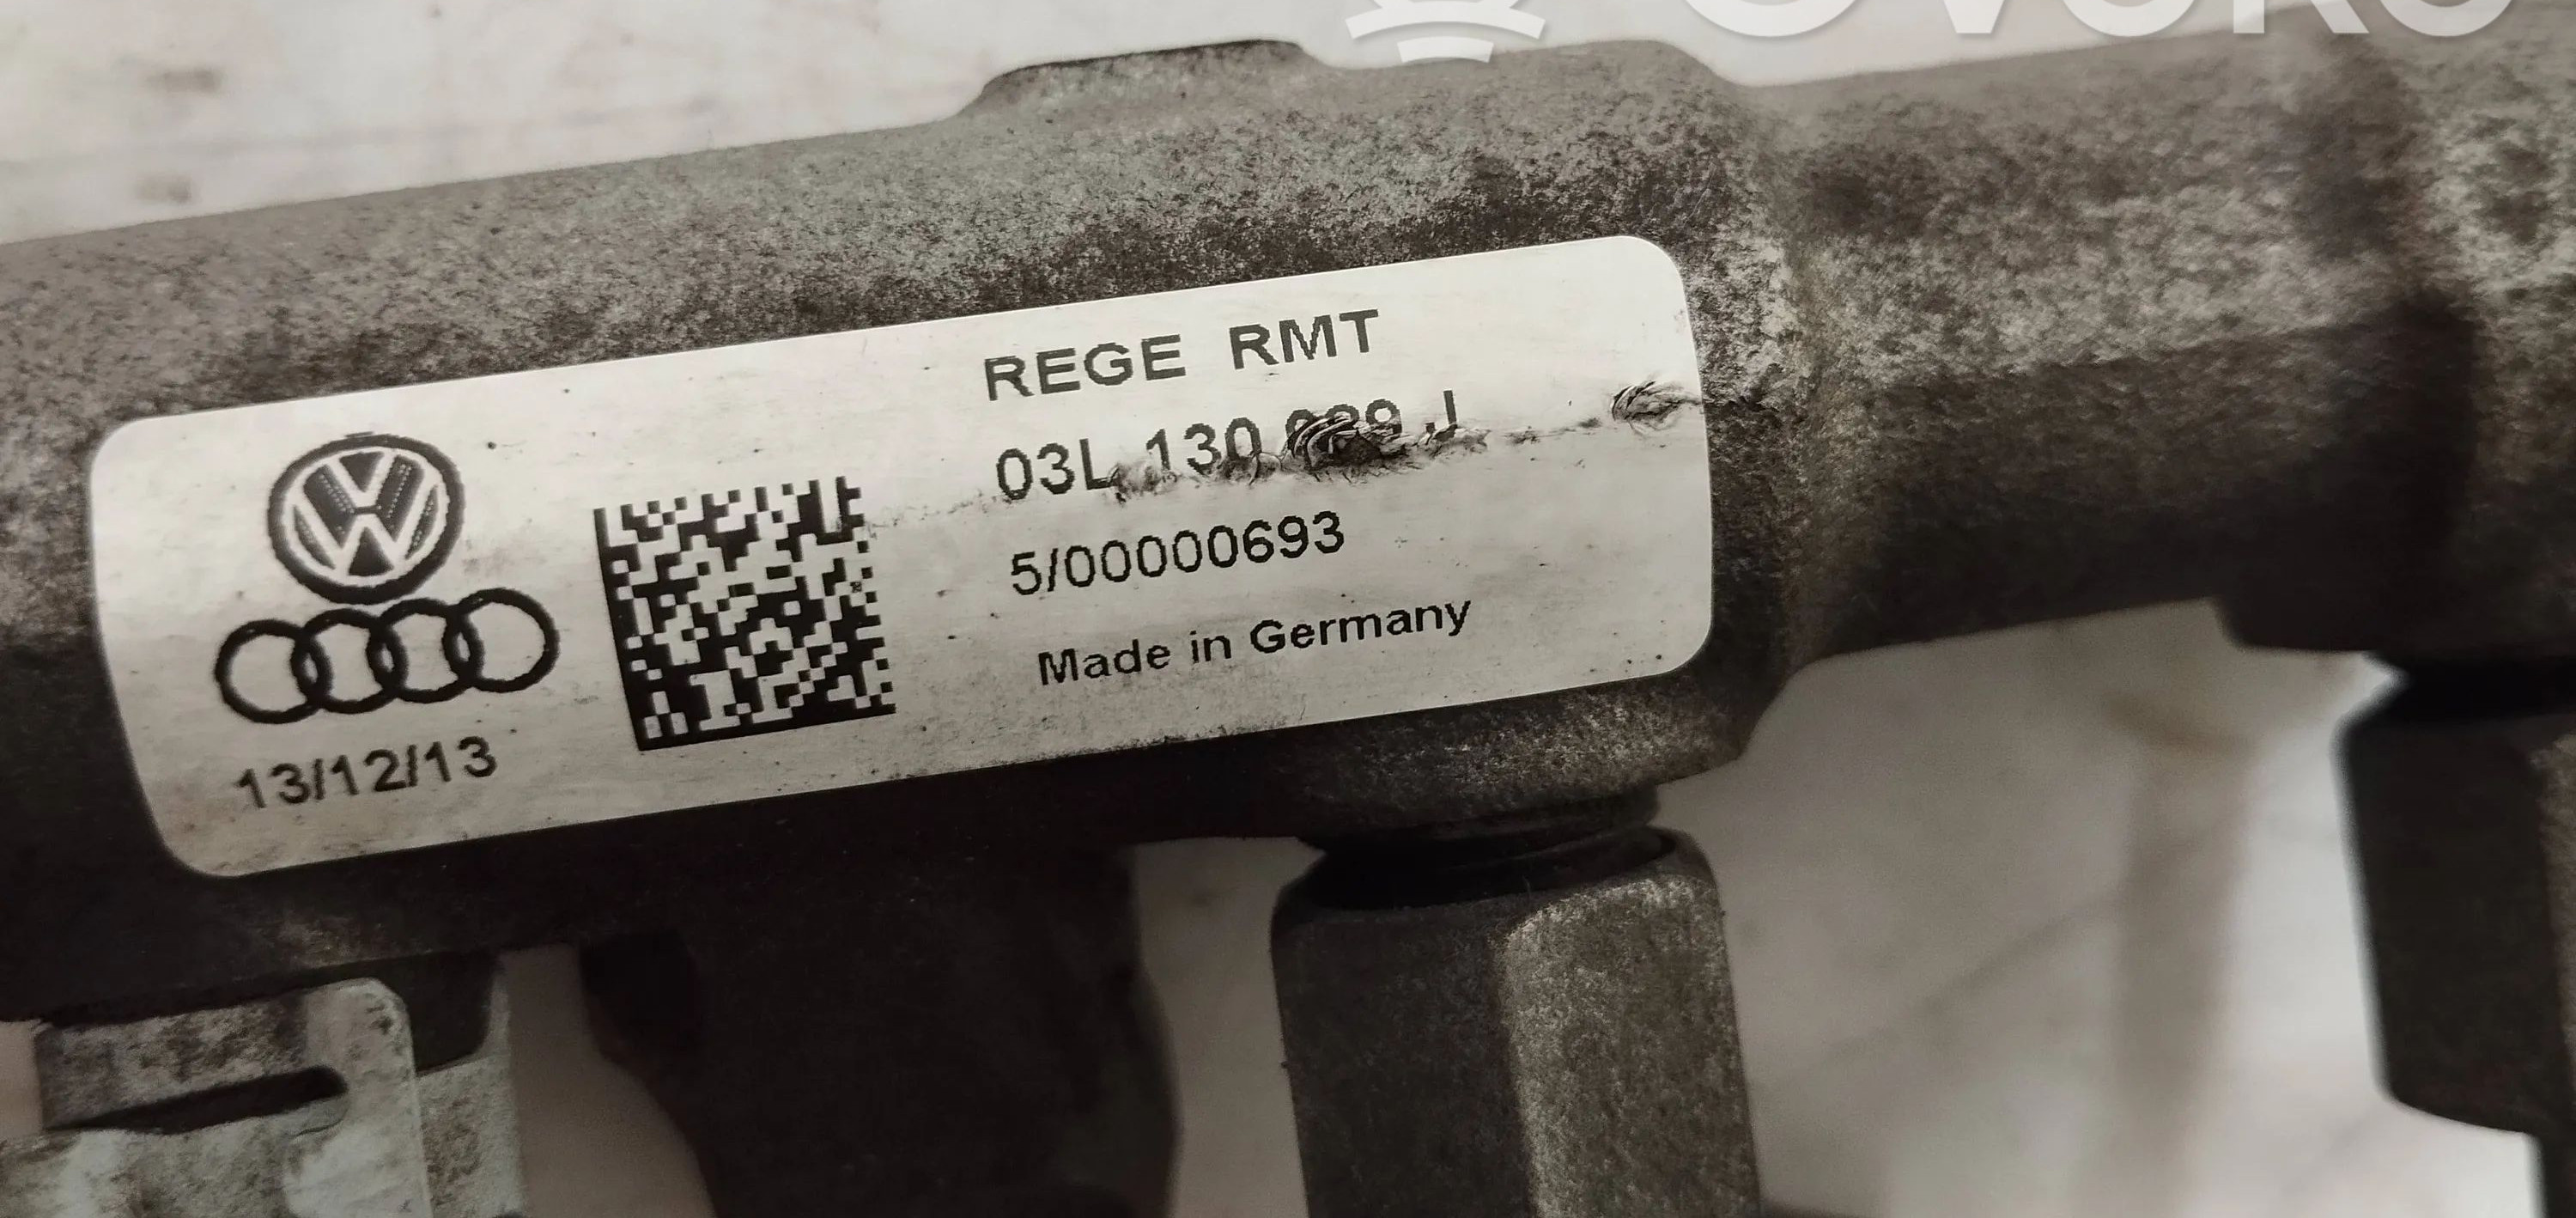 REGE RMT
03L 130 J
5/00000693
Made in Germany
13/12/13